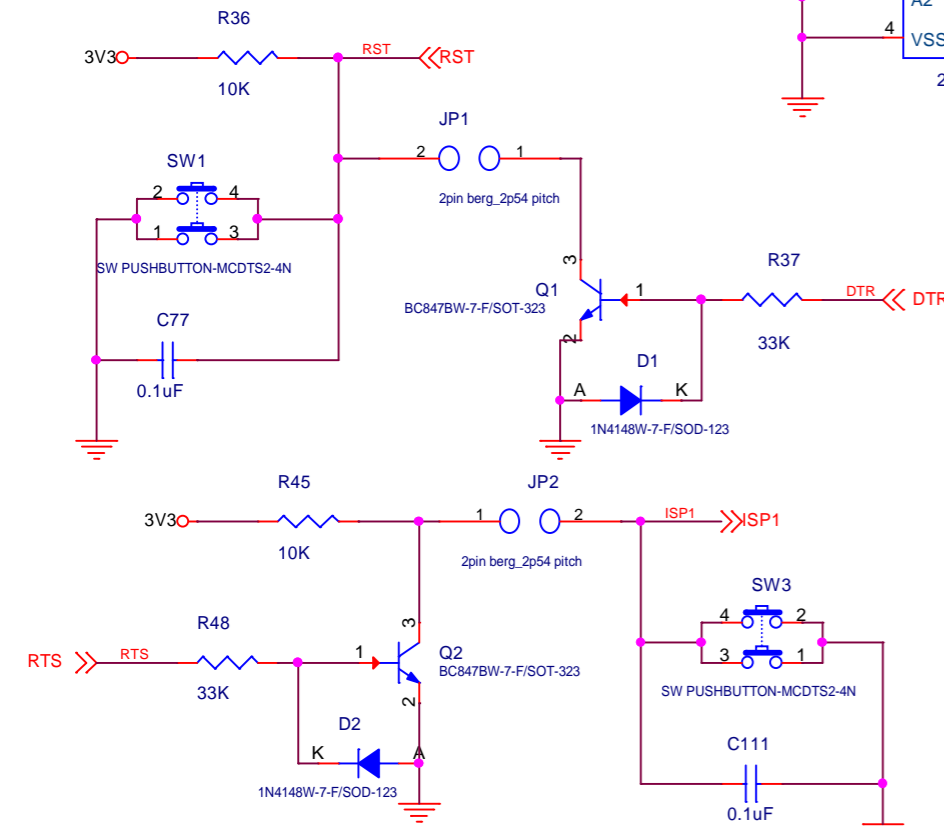 R36
3V3
RST
RST
10K
A2
4
VSS
2
JP1
2
1
2pin berg_2p54 pitch
SW1
2
4
1
3
SW PUSHBUTTON-MCDTS2-4N
C77
0.1uF
3
Q1
1
BC847BW-7-F/SOT-323
2
R37
DTR
DTR
33K
D1
A
K
1N4148W-7-F/SOD-123
R45
3V3
10K
JP2
1
2
2pin berg_2p54 pitch
ISP1
ISP1
R48
RTS
RTS
33K
3
1
Q2
BC847BW-7-F/SOT-323
2
D2
K
A
1N4148W-7-F/SOD-123
SW3
4
2
3
1
SW PUSHBUTTON-MCDTS2-4N
C111
0.1uF